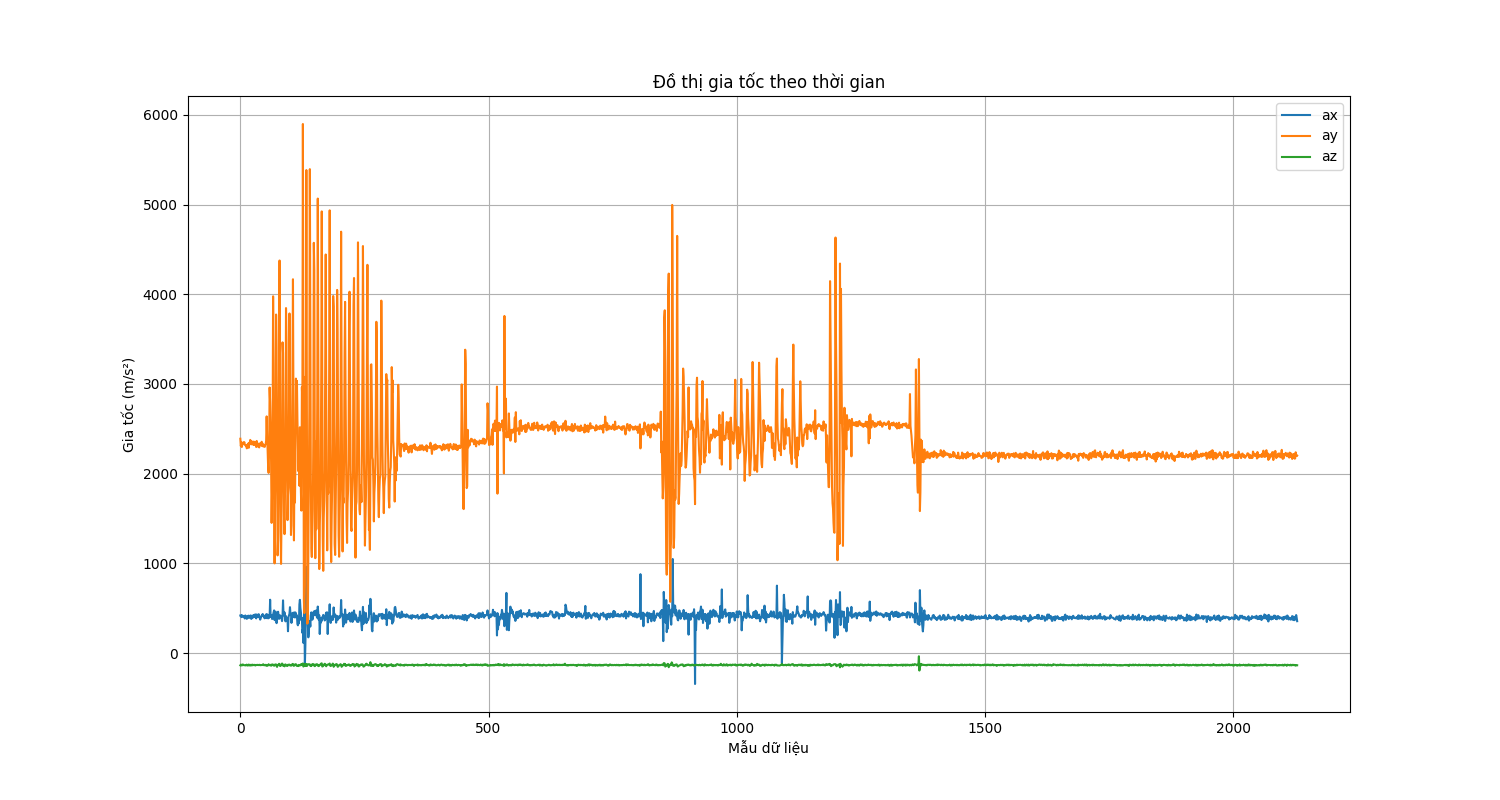 Đồ thị gia tốc theo thời gian
ax
ay
az
Gia tốc (m/s²)
6000
5000
4000
3000
2000
1000
0
0 500 1000 1500 2000
Mẫu dữ liệu